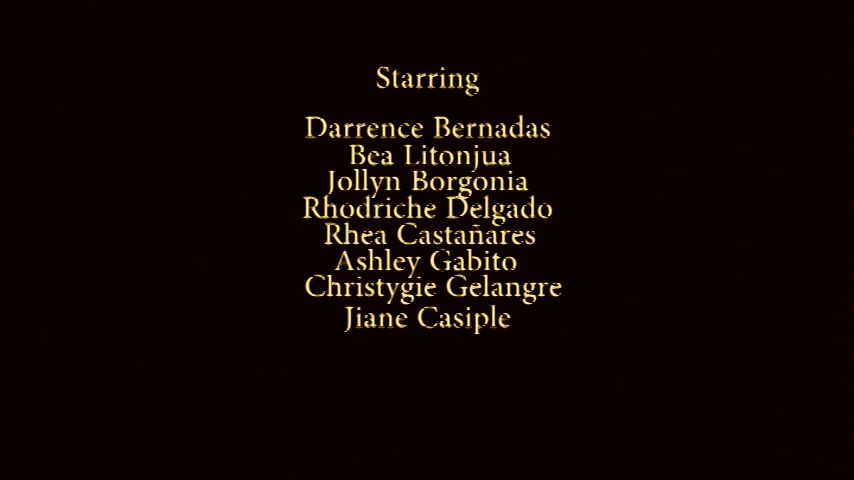 Starring
Darrence Bernadas
Bea Litonjua
Jollyn Borgonia
Rhodriche Delgado
Rhea Castañares
Ashley Gabito
Christygie Gelangre
Jiane Casiple